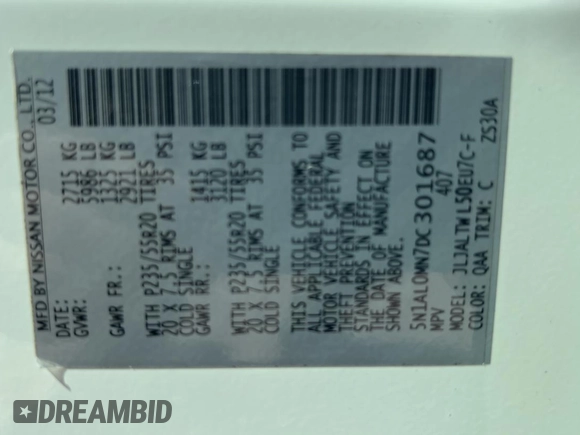 MFD BY NISSAN MOTOR CO., LTD.
DATE: 03/12
GVWR: 2715 KG
5986 LB
GAWR FR.: 1325 KG
2921 LB
WITH P235/55R20 TIRES
20 X 7.5 RIMS AT 35 PSI
COLD SINGLE
GAWR RR.: 1415 KG
3120 LB
WITH P235/55R20 TIRES
20 X 7.5 RIMS AT 35 PSI
COLD SINGLE
THIS VEHICLE CONFORMS TO
ALL APPLICABLE FEDERAL
MOTOR VEHICLE SAFETY AND
THEFT PREVENTION
STANDARDS IN EFFECT ON
THE DATE OF MANUFACTURE
SHOWN ABOVE.
5N1AL0MN7DC301687
MPV 407
MODEL: JLJALTWL50EU7C-F
COLOR: QAA TRIM: C ZS30A
DREAMBID